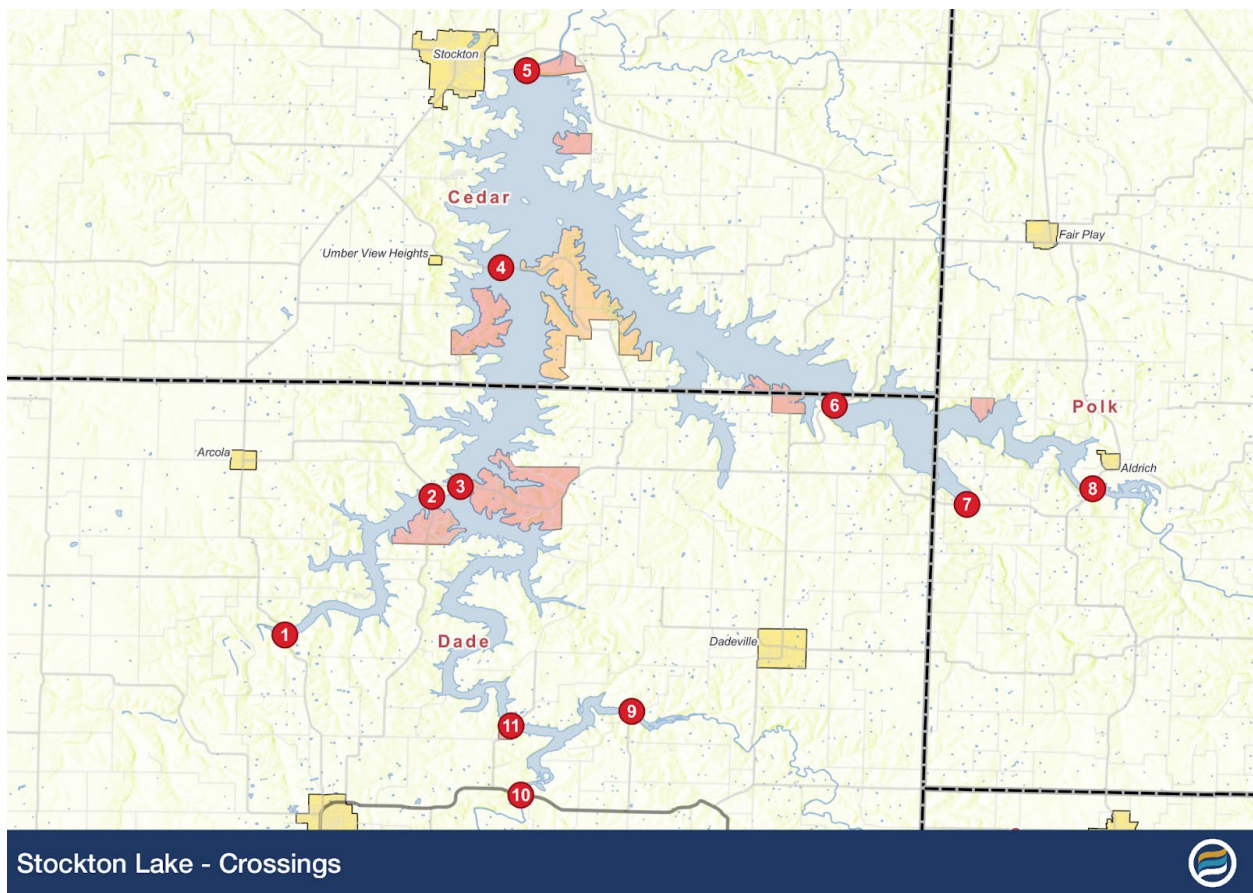 Stockton
5
Cedar
Fair Play
Umber View Heights
4
6
Polk
Arcola
Aldrich
3
2
8
7
1
Dade
Dadeville
9
11
10
Stockton Lake - Crossings